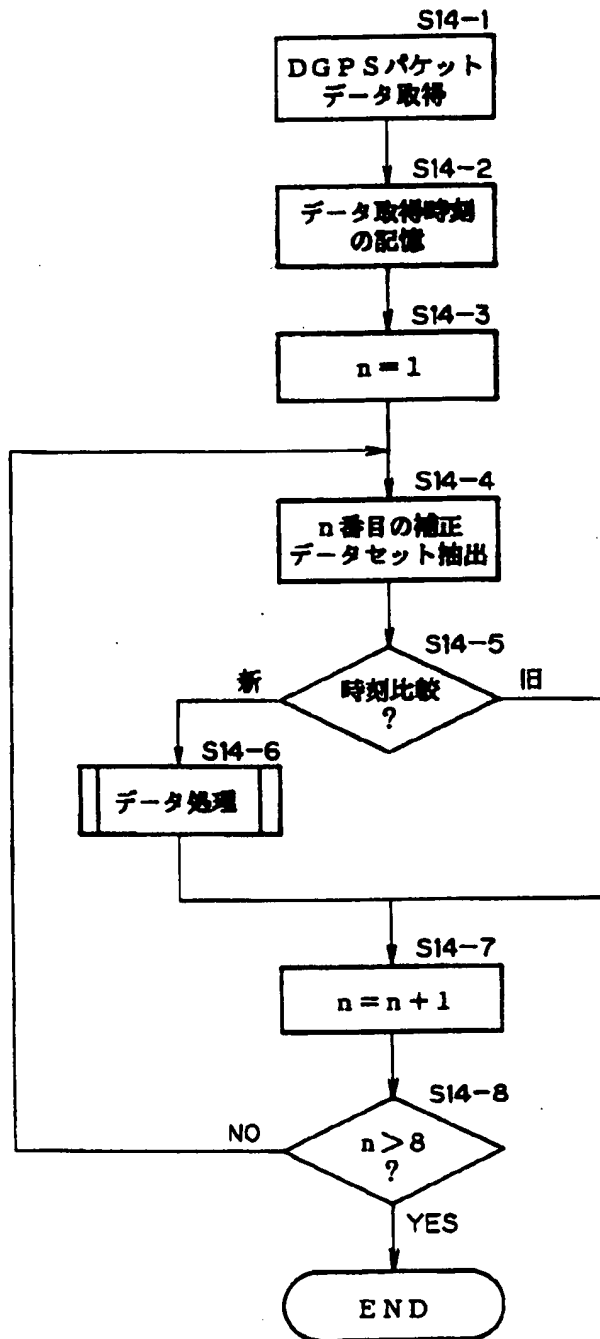 S14-1
DGPSパケット
データ取得
S14-2
データ取得時刻
の記憶
S14-3
n=1
S14-4
n番目の補正
データセット抽出
S14-5
新
時刻比較
?
旧
S14-6
データ処理
S14-7
n=n+1
S14-8
NO
n>8
?
YES
END